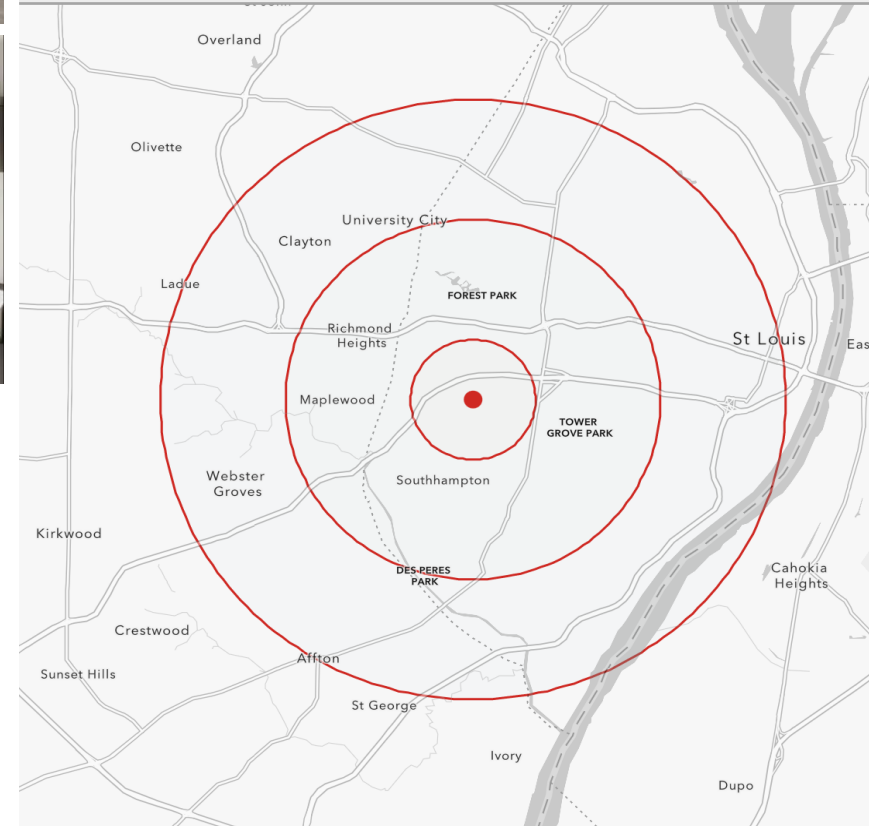 Overland
Olivette
University City
Clayton
Ladue
FOREST PARK
Richmond
Heights
St Louis
Eas
Maplewood
TOWER
GROVE PARK
Webster
Groves
Southhampton
Kirkwood
DES PERES
PARK
Cahokia
Heights
Crestwood
Affton
Sunset Hills
St George
Ivory
Dupo